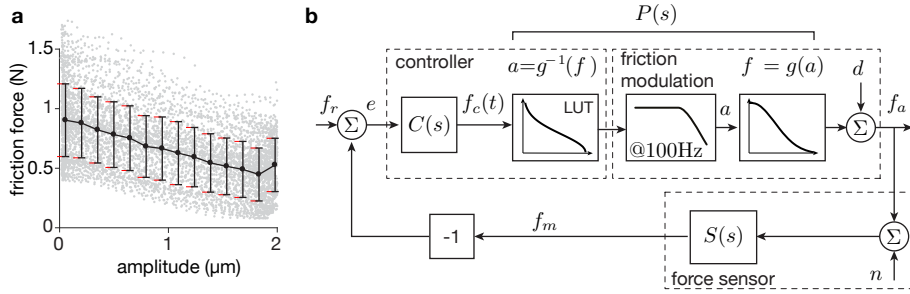 a
friction force (N)
1.5
1
0.5
0
0
1
2
amplitude (μm)
b
P(s)
controller
a=g⁻¹(f)
friction
modulation
f = g(a)
d
f_r
Σ
e
C(s)
f_c(t)
LUT
@100Hz
a
Σ
f_a
-1
f_m
S(s)
Σ
force sensor
n